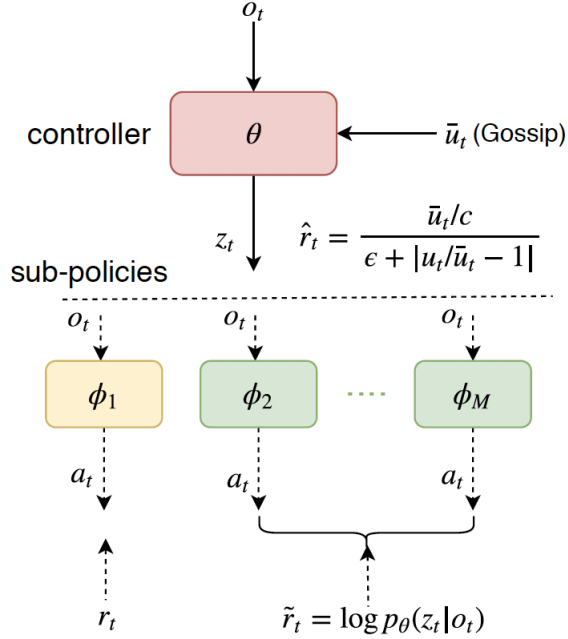 o_t
controller θ ū_t (Gossip)
z_t r̂_t = (ū_t/c) / (ϵ + |u_t/ū_t − 1|)
sub-policies
o_t o_t o_t
ϕ_1 ϕ_2 ···· ϕ_M
a_t a_t a_t
r_t r̃_t = log p_θ(z_t|o_t)